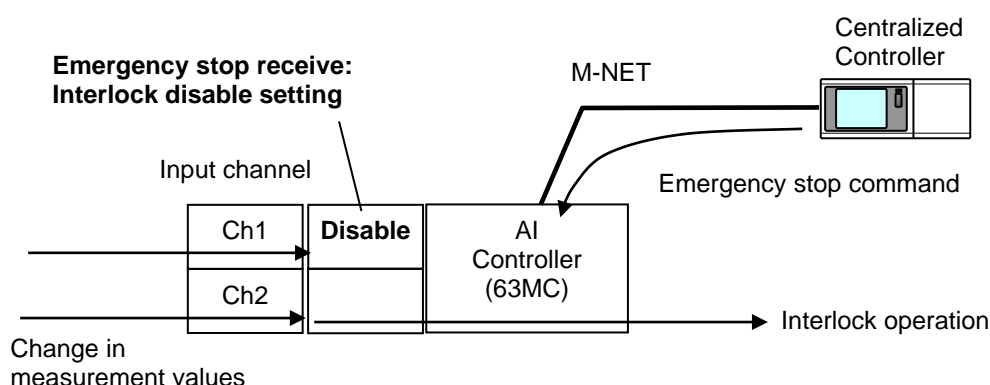 Centralized
Controller
Emergency stop receive:
Interlock disable setting
M-NET
Input channel
Emergency stop command
Ch1
Disable
AI
Controller
(63MC)
Ch2
Interlock operation
Change in
measurement values